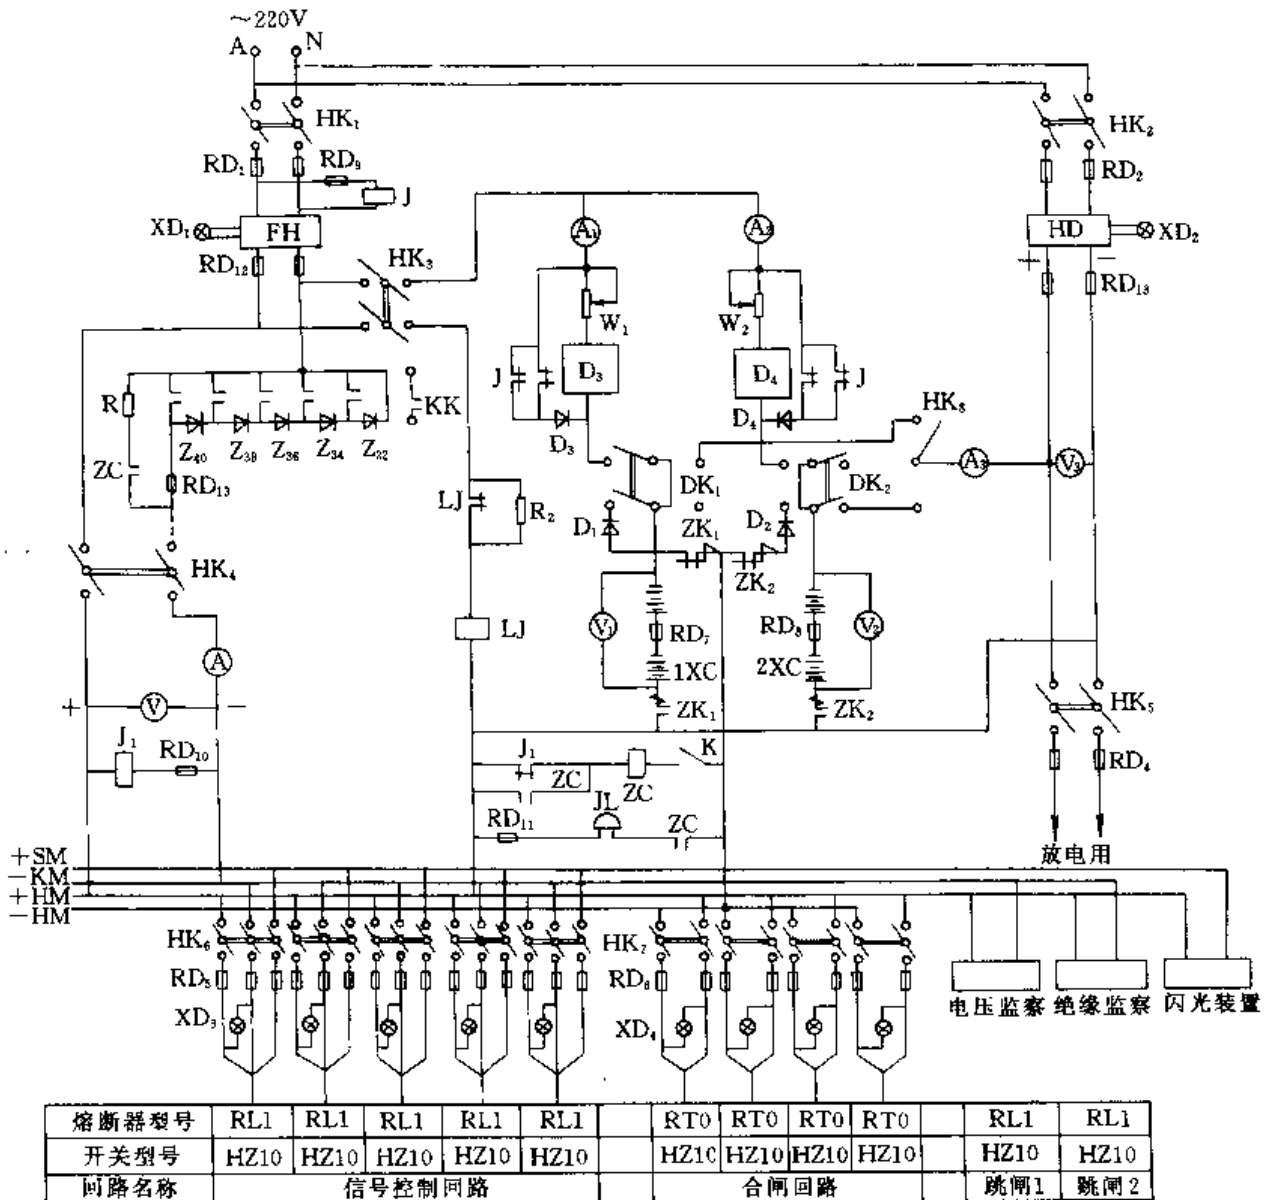 ～220V
A N
HK₁
HK₂
RD₁ RD₉
RD₂
J
XD₁ FH
A₁ A₂
HD XD₂
RD₁₂
HK₃
+ −
RD₁₈
W₁ W₂
J D₃ D₄ J
R
KK
HK₈
Z₄₀ Z₃₈ Z₃₆ Z₃₄ Z₃₂
D₃ D₄
ZC
RD₁₃
DK₁ DK₂
A₃ V₃
LJ R₂
D₁ ZK₁ D₂
ZK₂
HK₄
LJ
V₁ RD₇ RD₈ V₂
A
1XC 2XC
+ V −
ZK₁ ZK₂
HK₅
J₁ RD₁₀
J₁ ZC ZC K
RD₄
RD₁₁ JL ZC
放电用
+SM
−KM
+HM
−HM
HK₆ HK₇
RD₅ RD₆
XD₃ XD₄
电压监察 绝缘监察 闪光装置
熔断器型号 RL1 RL1 RL1 RL1 RL1 RT0 RT0 RT0 RT0 RL1 RL1
开关型号 HZ10 HZ10 HZ10 HZ10 HZ10 HZ10 HZ10 HZ10 HZ10 HZ10 HZ10
回路名称 信号控制回路 合闸回路 跳闸1 跳闸2